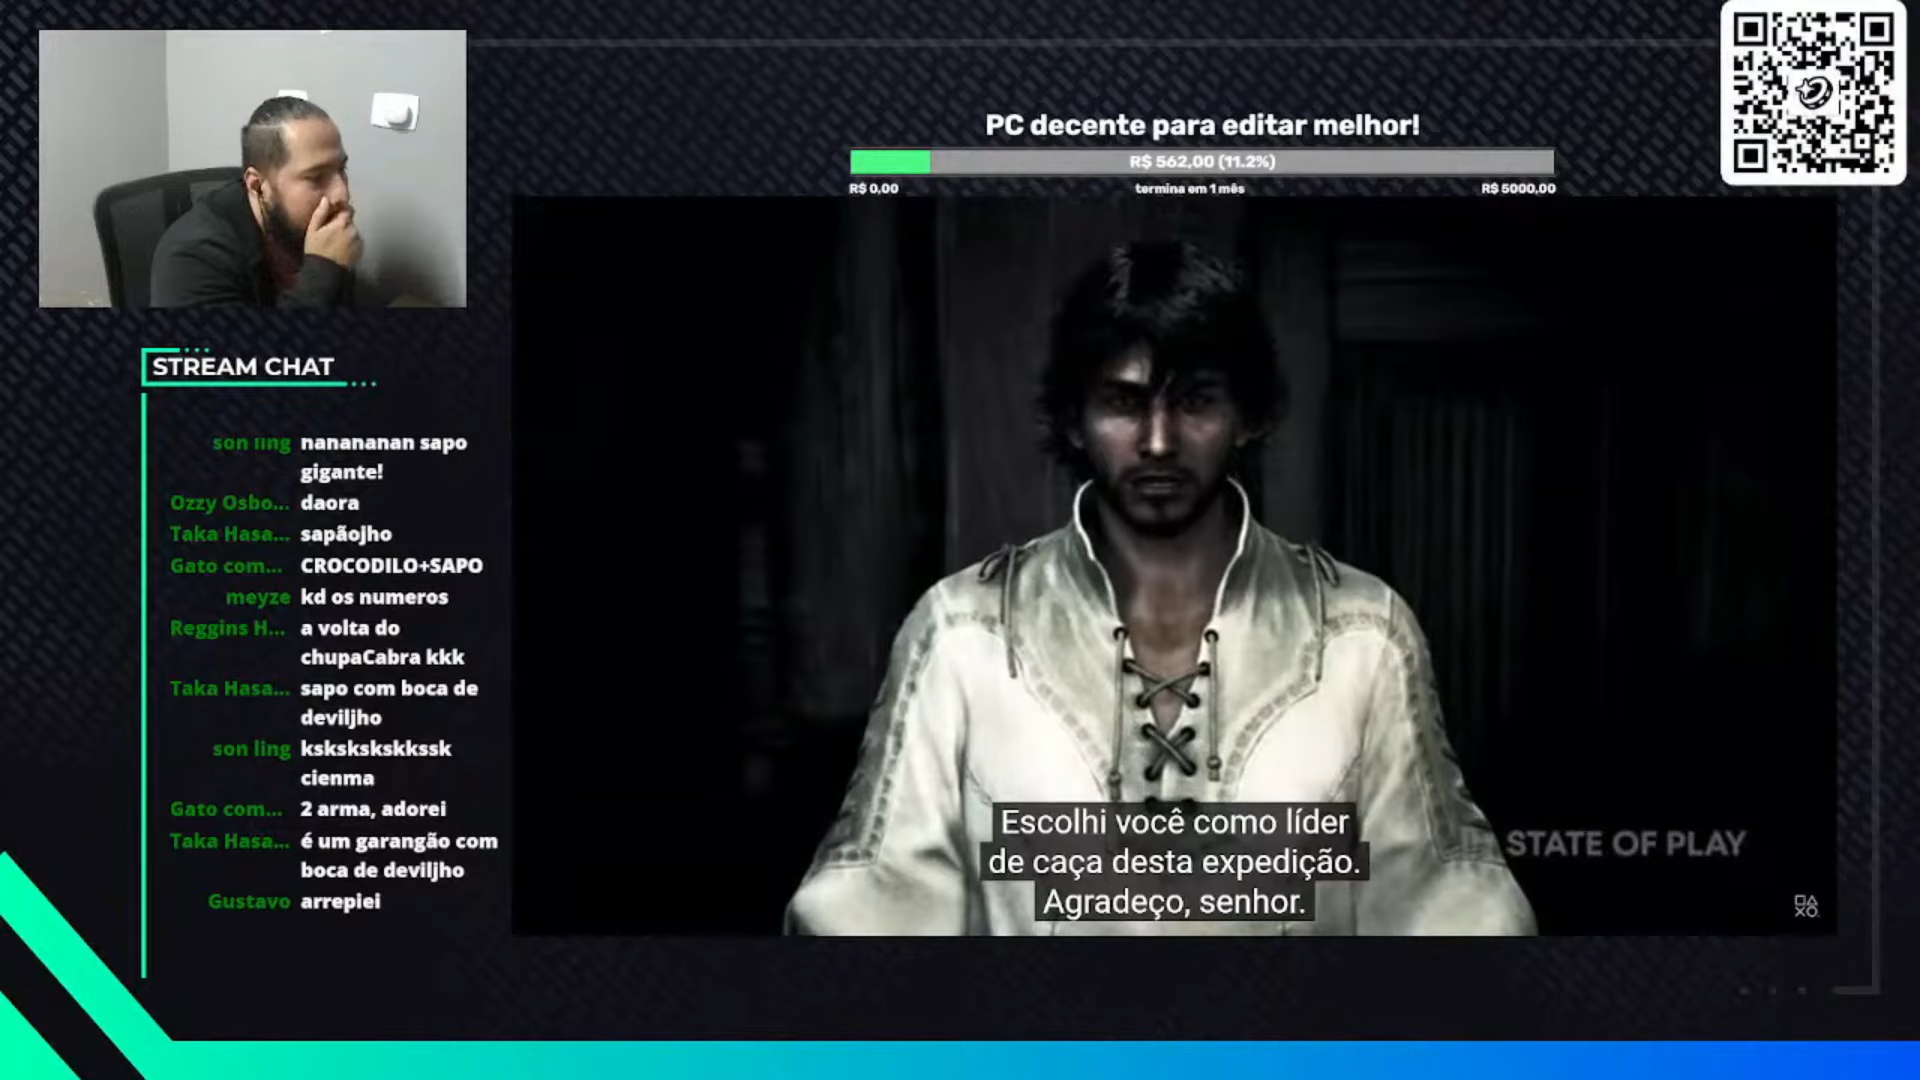 PC decente para editar melhor!
R$ 562,00 (11.2%)
R$ 0,00
termina em 1 mês
R$ 5000,00
STREAM CHAT
son ling nanananan sapo
gigante!
Ozzy Osbo... daora
Taka Hasa... sapãojho
Gato com... CROCODILO+SAPO
meyze kd os numeros
Reggins H... a volta do
chupaCabra kkk
Taka Hasa... sapo com boca de
deviljho
son ling kskskskskkssk
cienma
Gato com... 2 arma, adorei
Taka Hasa... é um garangão com
boca de deviljho
Gustavo arrepiei
Escolhi você como líder
de caça desta expedição.
Agradeço, senhor.
STATE OF PLAY